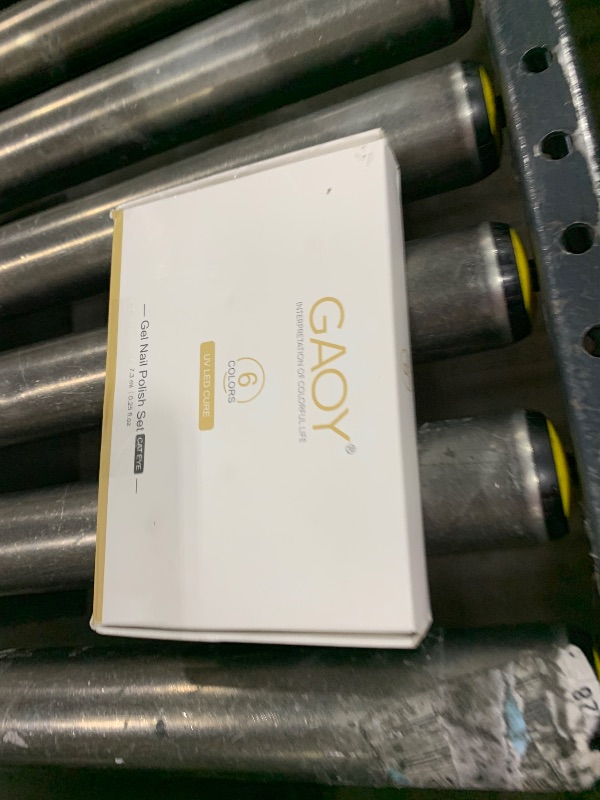 GAOY®
INTERPRETATION OF COLORFUL LIFE
6
COLORS
UV LED CURE
— Gel Nail Polish Set CAT EYE —
7.3 ml | 0.25 fl.oz
28